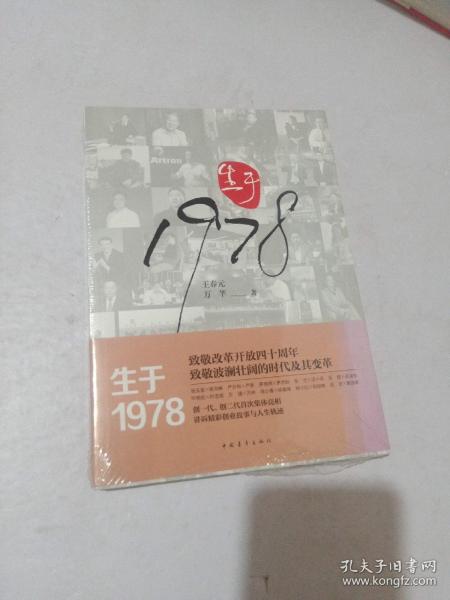 Artron
生于
1978
王春元
万华 著
生于
1978
致敬改革开放四十周年
致敬波澜壮阔的时代及其变革
创一代、创二代首次集体亮相
讲诉精彩创业故事与人生轨迹
中国青年出版社
孔夫子旧书网
www.kongfz.com